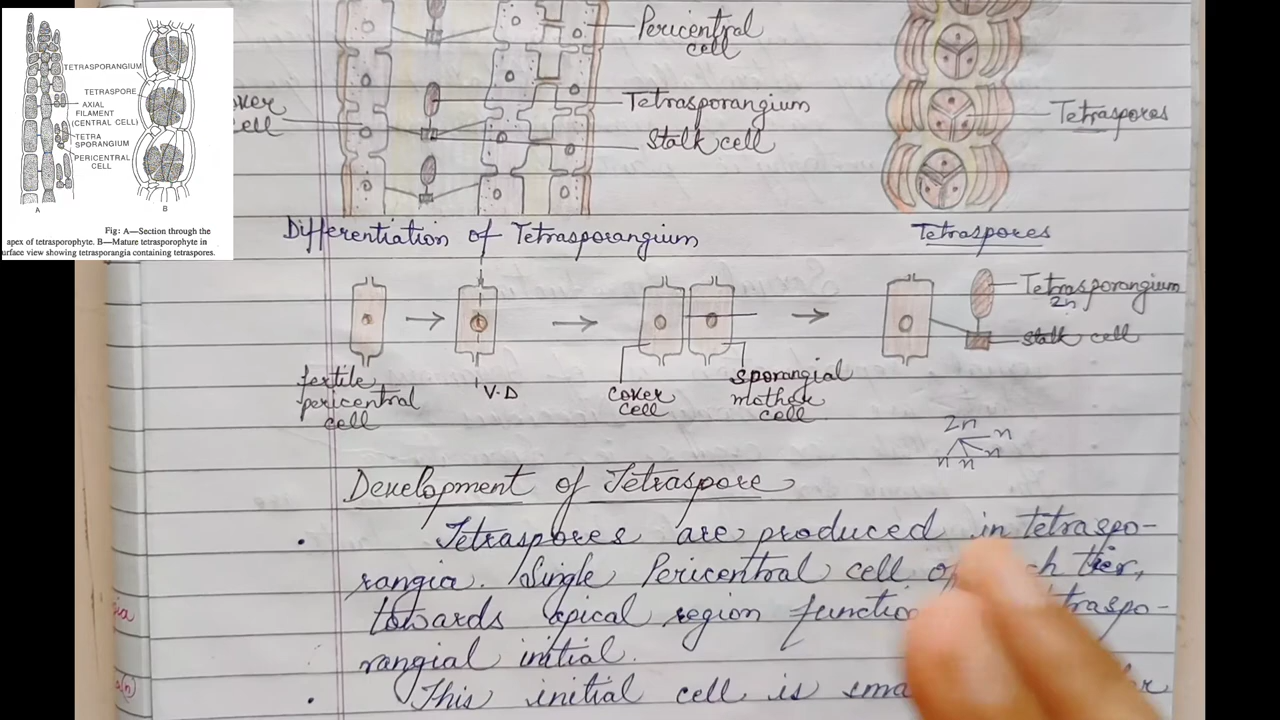 TETRASPORANGIUM
TETRASPORE
AXIAL
FILAMENT
(CENTRAL CELL)
TETRA
SPORANGIUM
PERICENTRAL
CELL
A
B
Fig: A—Section through the
apex of tetrasporophyte. B—Mature tetrasporophyte in
surface view showing tetrasporangia containing tetraspores.
Pericentral
cell
Tetrasporangium
Stalk cell
Tetraspores
Differentiation of Tetrasporangium
Tetraspores
Tetrasporangium
2n
stalk cell
fertile
pericentral
cell
V.D
cover
cell
sporangial
mother
cell
2n
n
n
n
n
Development of Tetraspore
• Tetraspores are produced in tetraspo-
rangia. Single Pericentral cell tier,
towards apical region
rangial initial.
• This initial cell is